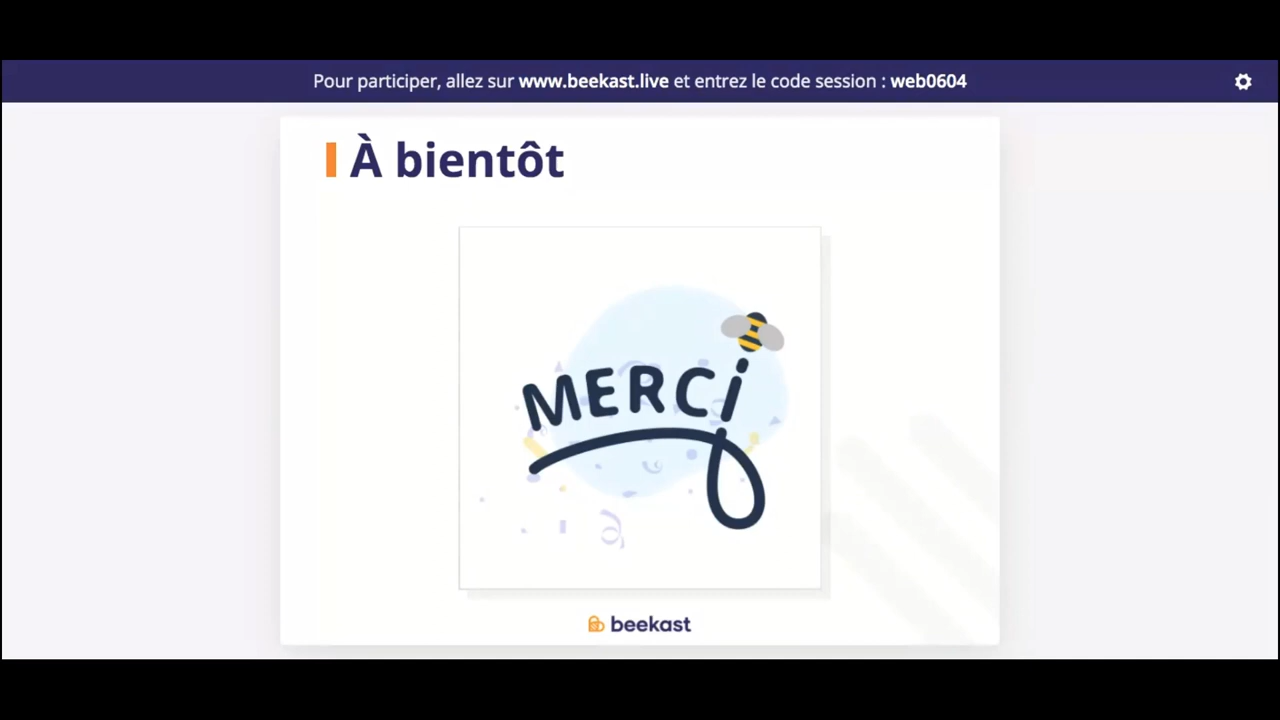 Pour participer, allez sur www.beekast.live et entrez le code session : web0604
À bientôt
MERCi
beekast